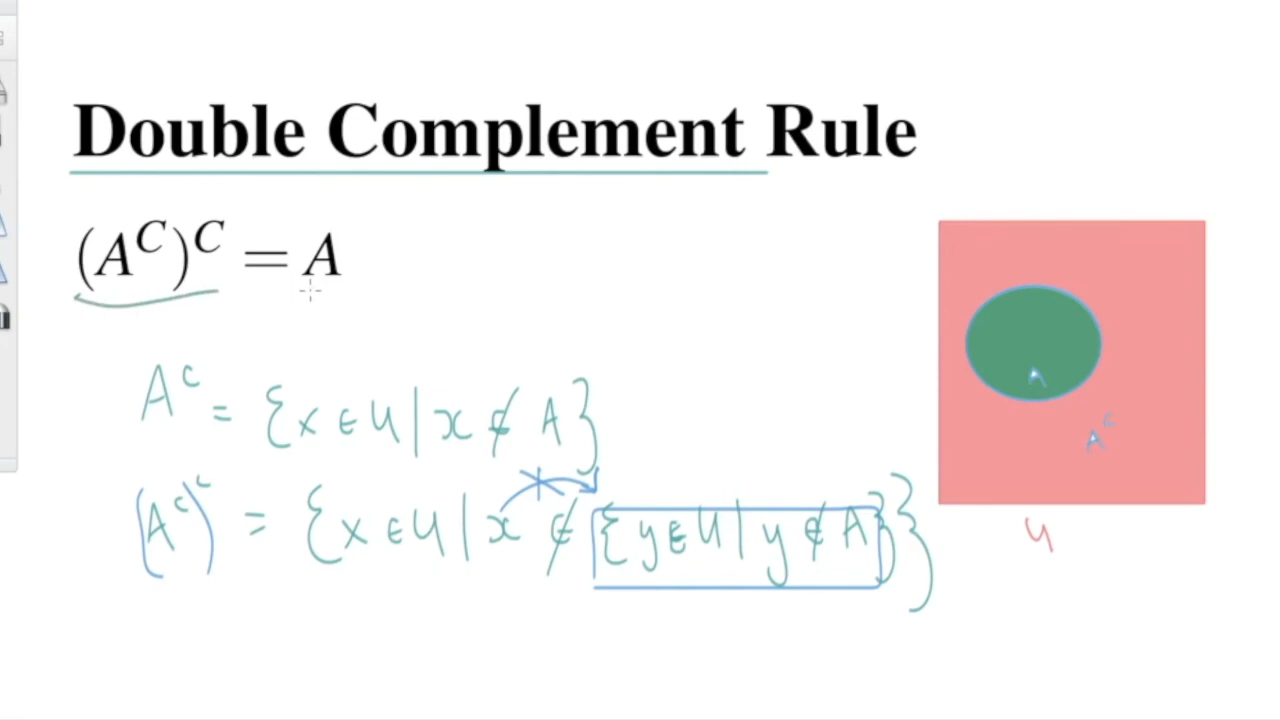 Double Complement Rule
(A^C)^C = A
A^C = {x ∈ U | x ∉ A}
(A^C)^C = {x ∈ U | x ∉ {y ∈ U | y ∉ A}}
A
A^C
U